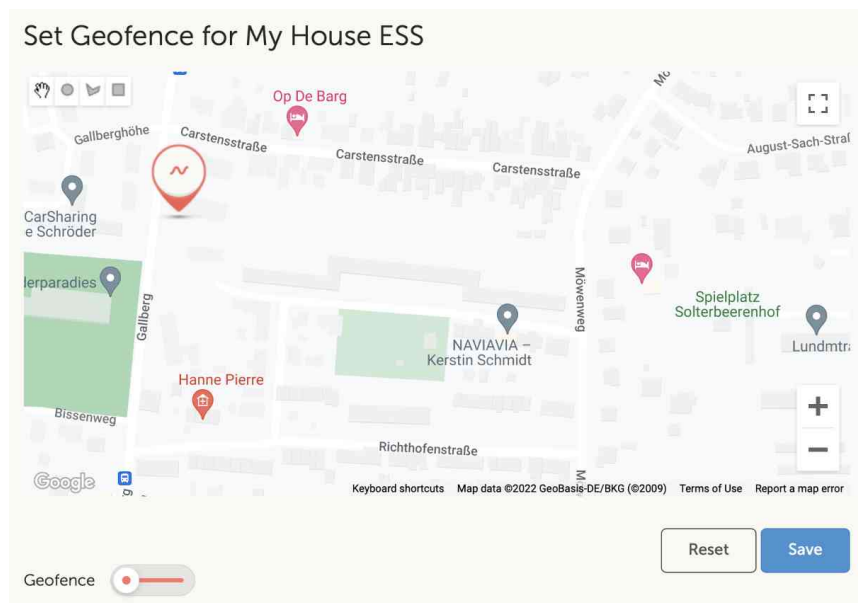 Set Geofence for My House ESS
Op De Barg
Gallberghöhe
Carstensstraße
Carstensstraße
Carstensstraße
August-Sach-Straß
CarSharing
e Schröder
lerparadies
Gallberg
Möwenweg
Spielplatz
Solterbeerenhof
NAVIAVIA –
Kerstin Schmidt
Lundmtra
Hanne Pierre
Bissenweg
Richthofenstraße
Google
Keyboard shortcuts
Map data ©2022 GeoBasis-DE/BKG (©2009)
Terms of Use
Report a map error
Reset
Save
Geofence